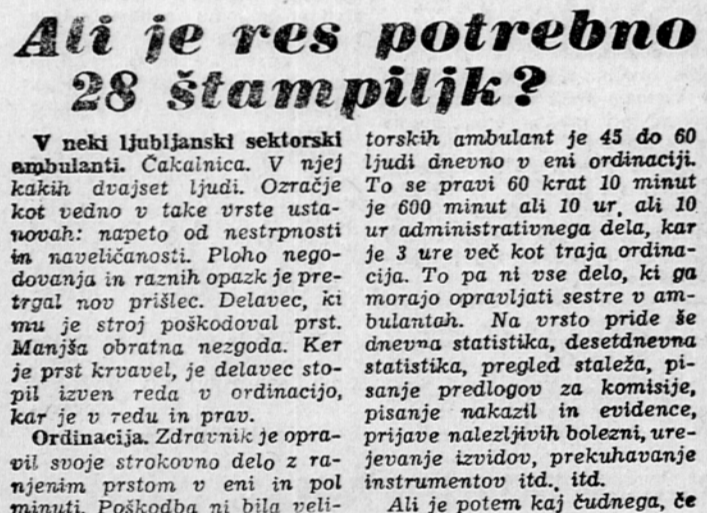 Ali je res potrebno
28 štampiljk?
V neki ljubljanski sektorski
ambulanti. Čakalnica. V njej
kakih dvajset ljudi. Ozračje
kot vedno v take vrste usta-
novah: napeto od nestrpnosti
in naveličanosti. Ploho nego-
dovanja in raznih opazk je pre-
trgal nov prišlec. Delavec, ki
mu je stroj poškodoval prst.
Manjša obratna nezgoda. Ker
je prst krvavel, je delavec sto-
pil izven reda v ordinacijo,
kar je v redu in prav.
Ordinacija. Zdravnik je opra-
vil svoje strokovno delo z ra-
njenim prstom v eni in pol
minuti. Poškodba ni bila veli-
torskih ambulant je 45 do 60
ljudi dnevno v eni ordinaciji.
To se pravi 60 krat 10 minut
je 600 minut ali 10 ur, ali 10
ur administrativnega dela, kar
je 3 ure več kot traja ordina-
cija. To pa ni vse delo, ki ga
morajo opravljati sestre v am-
bulantah. Na vrsto pride še
dnevna statistika, desetdnevna
statistika, pregled staleža, pi-
sanje predlogov za komisije,
pisanje nakazil in evidence,
prijave nalezljivih bolezni, ure-
jevanje izvidov, prekuhavanje
instrumentov itd., itd.
Ali je potem kaj čudnega, če